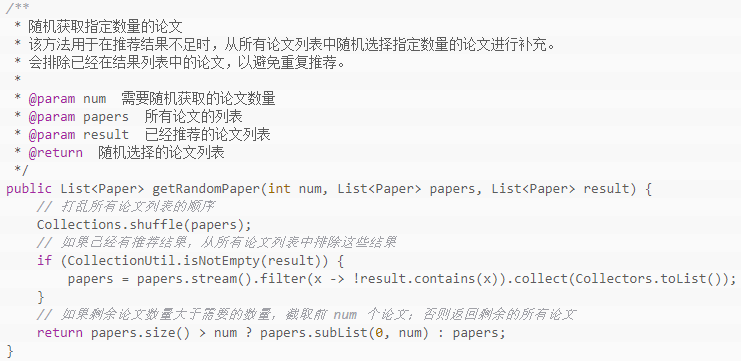 /**
 * 随机获取指定数量的论文
 * 该方法用于在推荐结果不足时，从所有论文列表中随机选择指定数量的论文进行补充。
 * 会排除已经在结果列表中的论文，以避免重复推荐。
 *
 * @param num  需要随机获取的论文数量
 * @param papers  所有论文的列表
 * @param result  已经推荐的论文列表
 * @return  随机选择的论文列表
 */
public List<Paper> getRandomPaper(int num, List<Paper> papers, List<Paper> result) {
    // 打乱所有论文列表的顺序
    Collections.shuffle(papers);
    // 如果已经有推荐结果，从所有论文列表中排除这些结果
    if (CollectionUtil.isNotEmpty(result)) {
        papers = papers.stream().filter(x -> !result.contains(x)).collect(Collectors.toList());
    }
    // 如果剩余论文数量大于需要的数量，截取前 num 个论文；否则返回剩余的所有论文
    return papers.size() > num ? papers.subList(0, num) : papers;
}